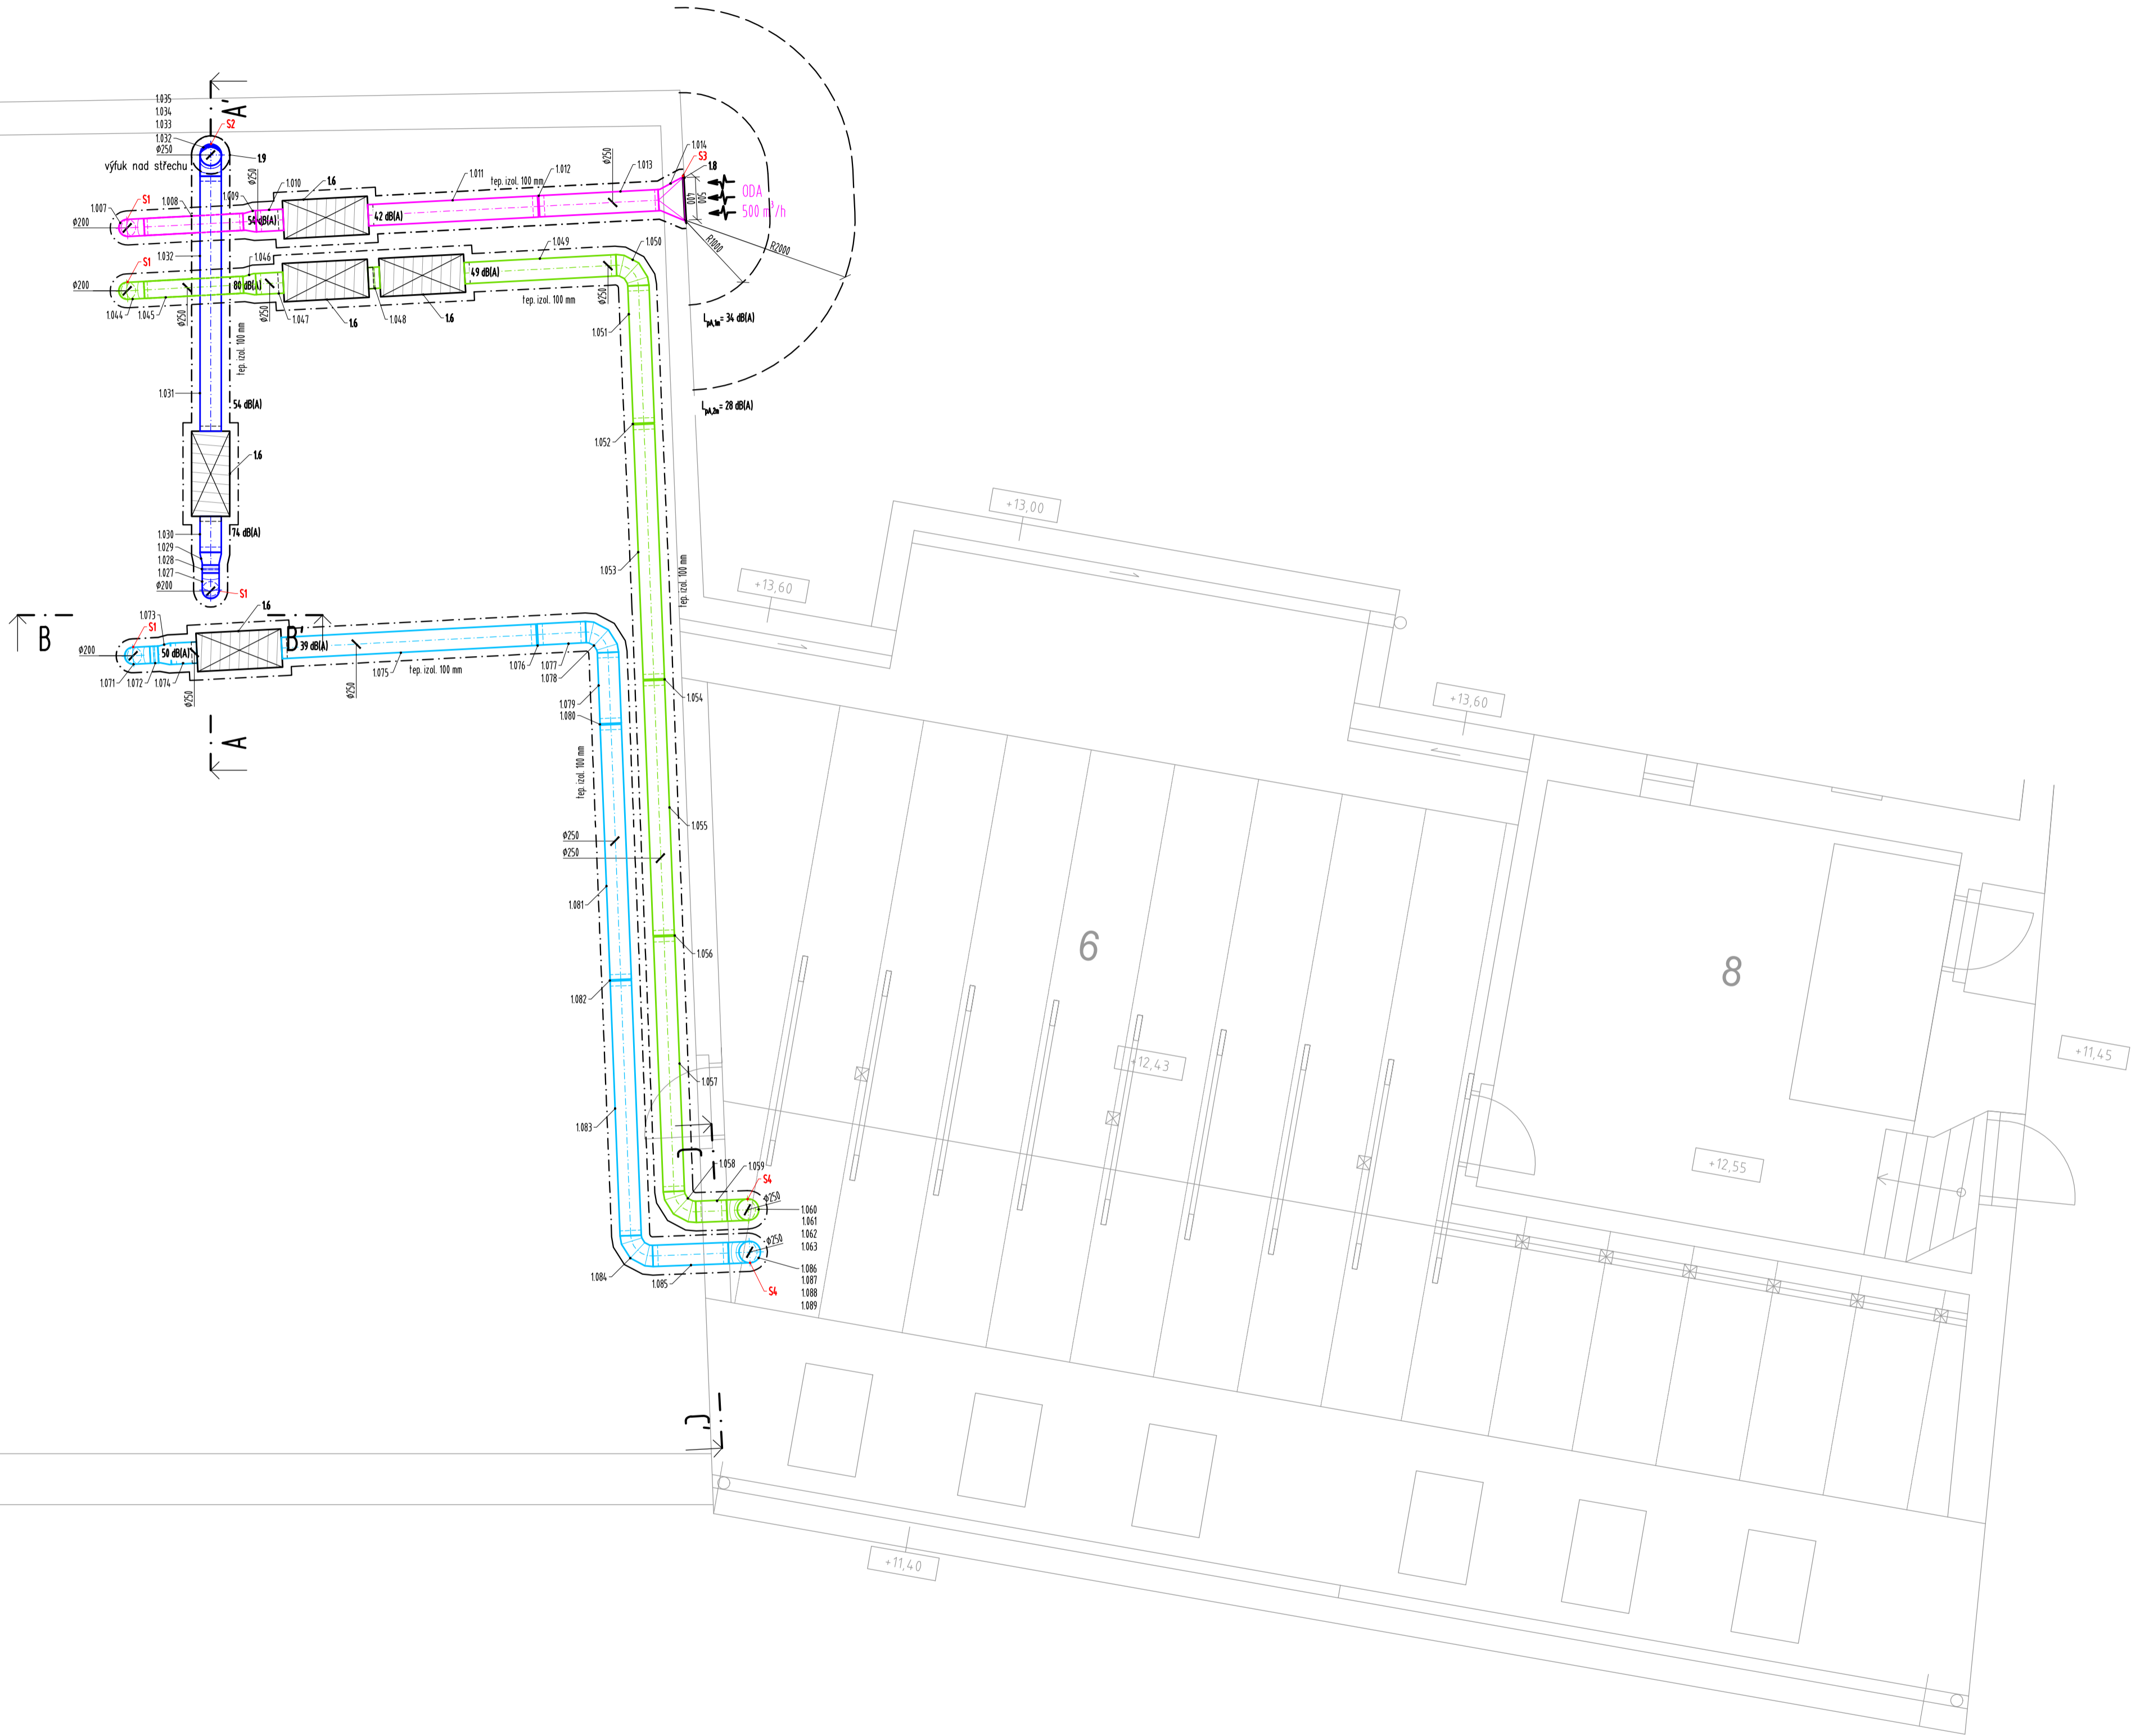 1.035
1.034
1.033
1.032
ø250
výfuk nad střechu
S2
A'
1.9
1.007
S1
1.008
1.009
ø250
1.010
1.6
1.011
tep. izol. 100 mm
1.012
ø250
1.013
1.014
S3
1.8
400
500
ODA
500 m³/h
ø200
54 dB(A)
42 dB(A)
R1000
R2000
1.032
S1
1.046
1.049
1.050
ø200
80 dB(A)
49 dB(A)
1.044
1.045
ø250
ø250
1.047
1.6
1.048
1.6
tep. izol. 100 mm
ø250
1.051
LpA,1m= 34 dB(A)
tep. izol. 100 mm
1.031
54 dB(A)
LpA,2m= 28 dB(A)
1.052
1.6
1.030
74 dB(A)
1.029
1.028
1.027
ø200
S1
1.053
tep. izol. 100 mm
+13,00
+13,60
B
B'
1.073
S1
1.6
ø200
50 dB(A)
39 dB(A)
1.071
1.072
1.074
ø250
ø250
1.075
tep. izol. 100 mm
1.076
1.077
1.078
1.079
1.080
1.054
+13,60
A
tep. izol. 100 mm
1.055
ø250
ø250
1.081
1.056
6
8
1.082
+12,43
+11,45
1.057
1.083
C
1.058
1.059
S4
+12,55
ø250
1.060
1.061
1.062
1.063
ø250
1.086
1.087
1.088
1.089
1.084
1.085
S4
C'
+11,40